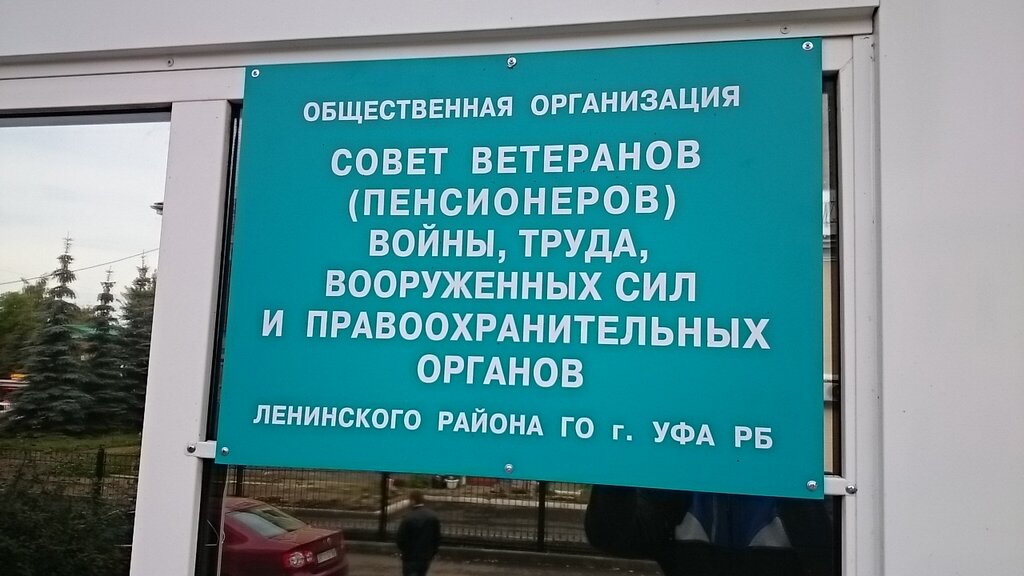 ОБЩЕСТВЕННАЯ ОРГАНИЗАЦИЯ
СОВЕТ ВЕТЕРАНОВ
(ПЕНСИОНЕРОВ)
ВОЙНЫ, ТРУДА,
ВООРУЖЕННЫХ СИЛ
И ПРАВООХРАНИТЕЛЬНЫХ
ОРГАНОВ
ЛЕНИНСКОГО РАЙОНА ГО г. УФА РБ